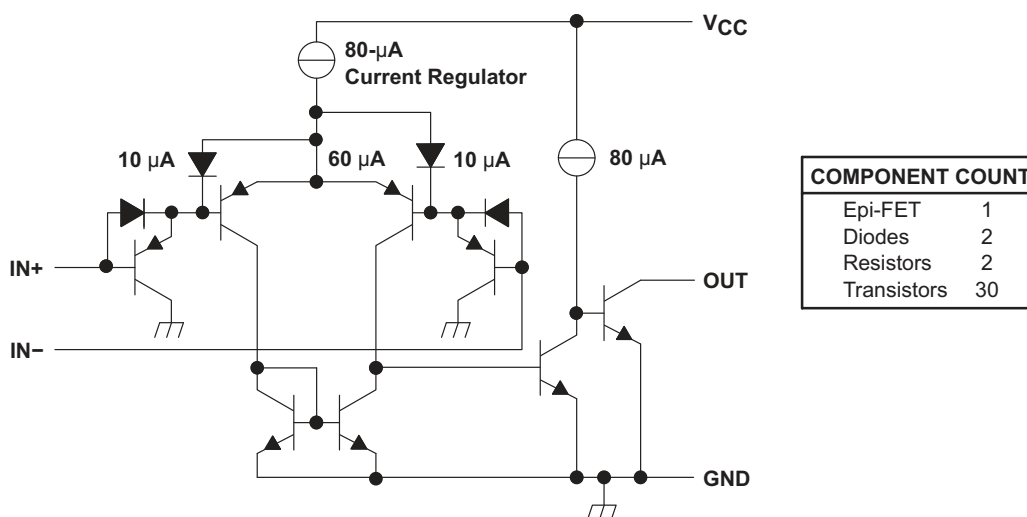 V_CC
80-µA
Current Regulator
10 µA
60 µA
10 µA
80 µA
IN+
OUT
IN−
GND
COMPONENT COUNT
Epi-FET 1
Diodes 2
Resistors 2
Transistors 30